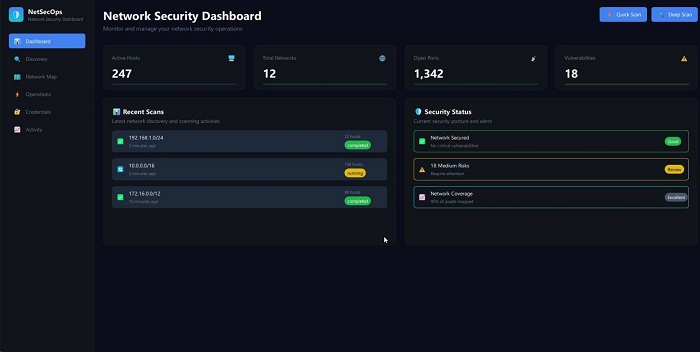 NetSecOps
Network Security Dashboard
Dashboard
Discovery
Network Map
Operations
Credentials
Activity
Network Security Dashboard
Monitor and manage your network security operations
Quick Scan
Deep Scan
Active Hosts
247
Total Networks
12
Open Ports
1,342
Vulnerabilities
18
Recent Scans
Latest network discovery and scanning activities
192.168.1.0/24
2 minutes ago
23 hosts
completed
10.0.0.0/16
5 minutes ago
156 hosts
running
172.16.0.0/12
minutes ago
89 hosts
completed
Security Status
Current security posture and alerts
Network Secured
No critical vulnerabilities
Good
18 Medium Risks
Require attention
Review
Network Coverage
of assets mapped
Excellent